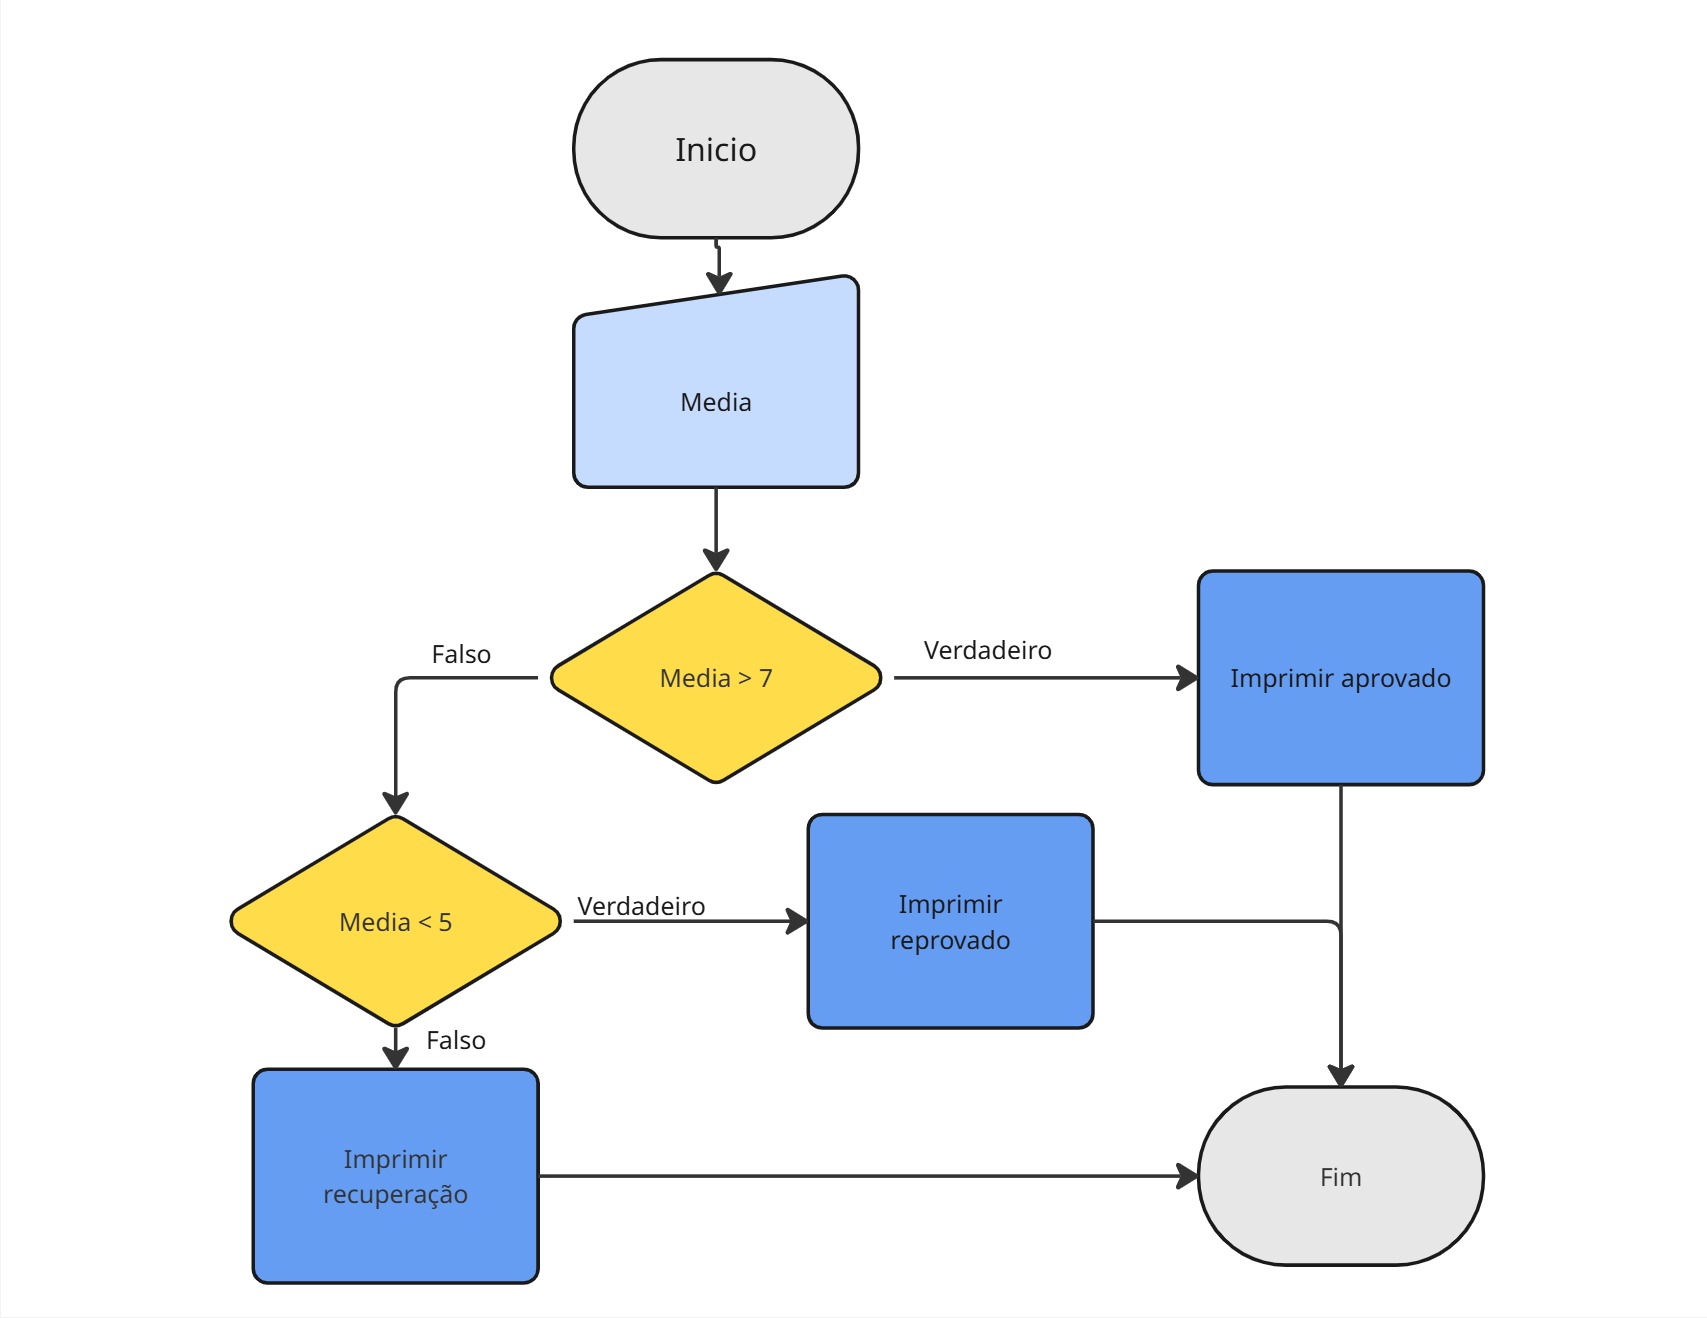 Inicio
Media
Media > 7
Verdadeiro
Imprimir aprovado
Falso
Media < 5
Verdadeiro
Imprimir
reprovado
Falso
Imprimir
recuperação
Fim